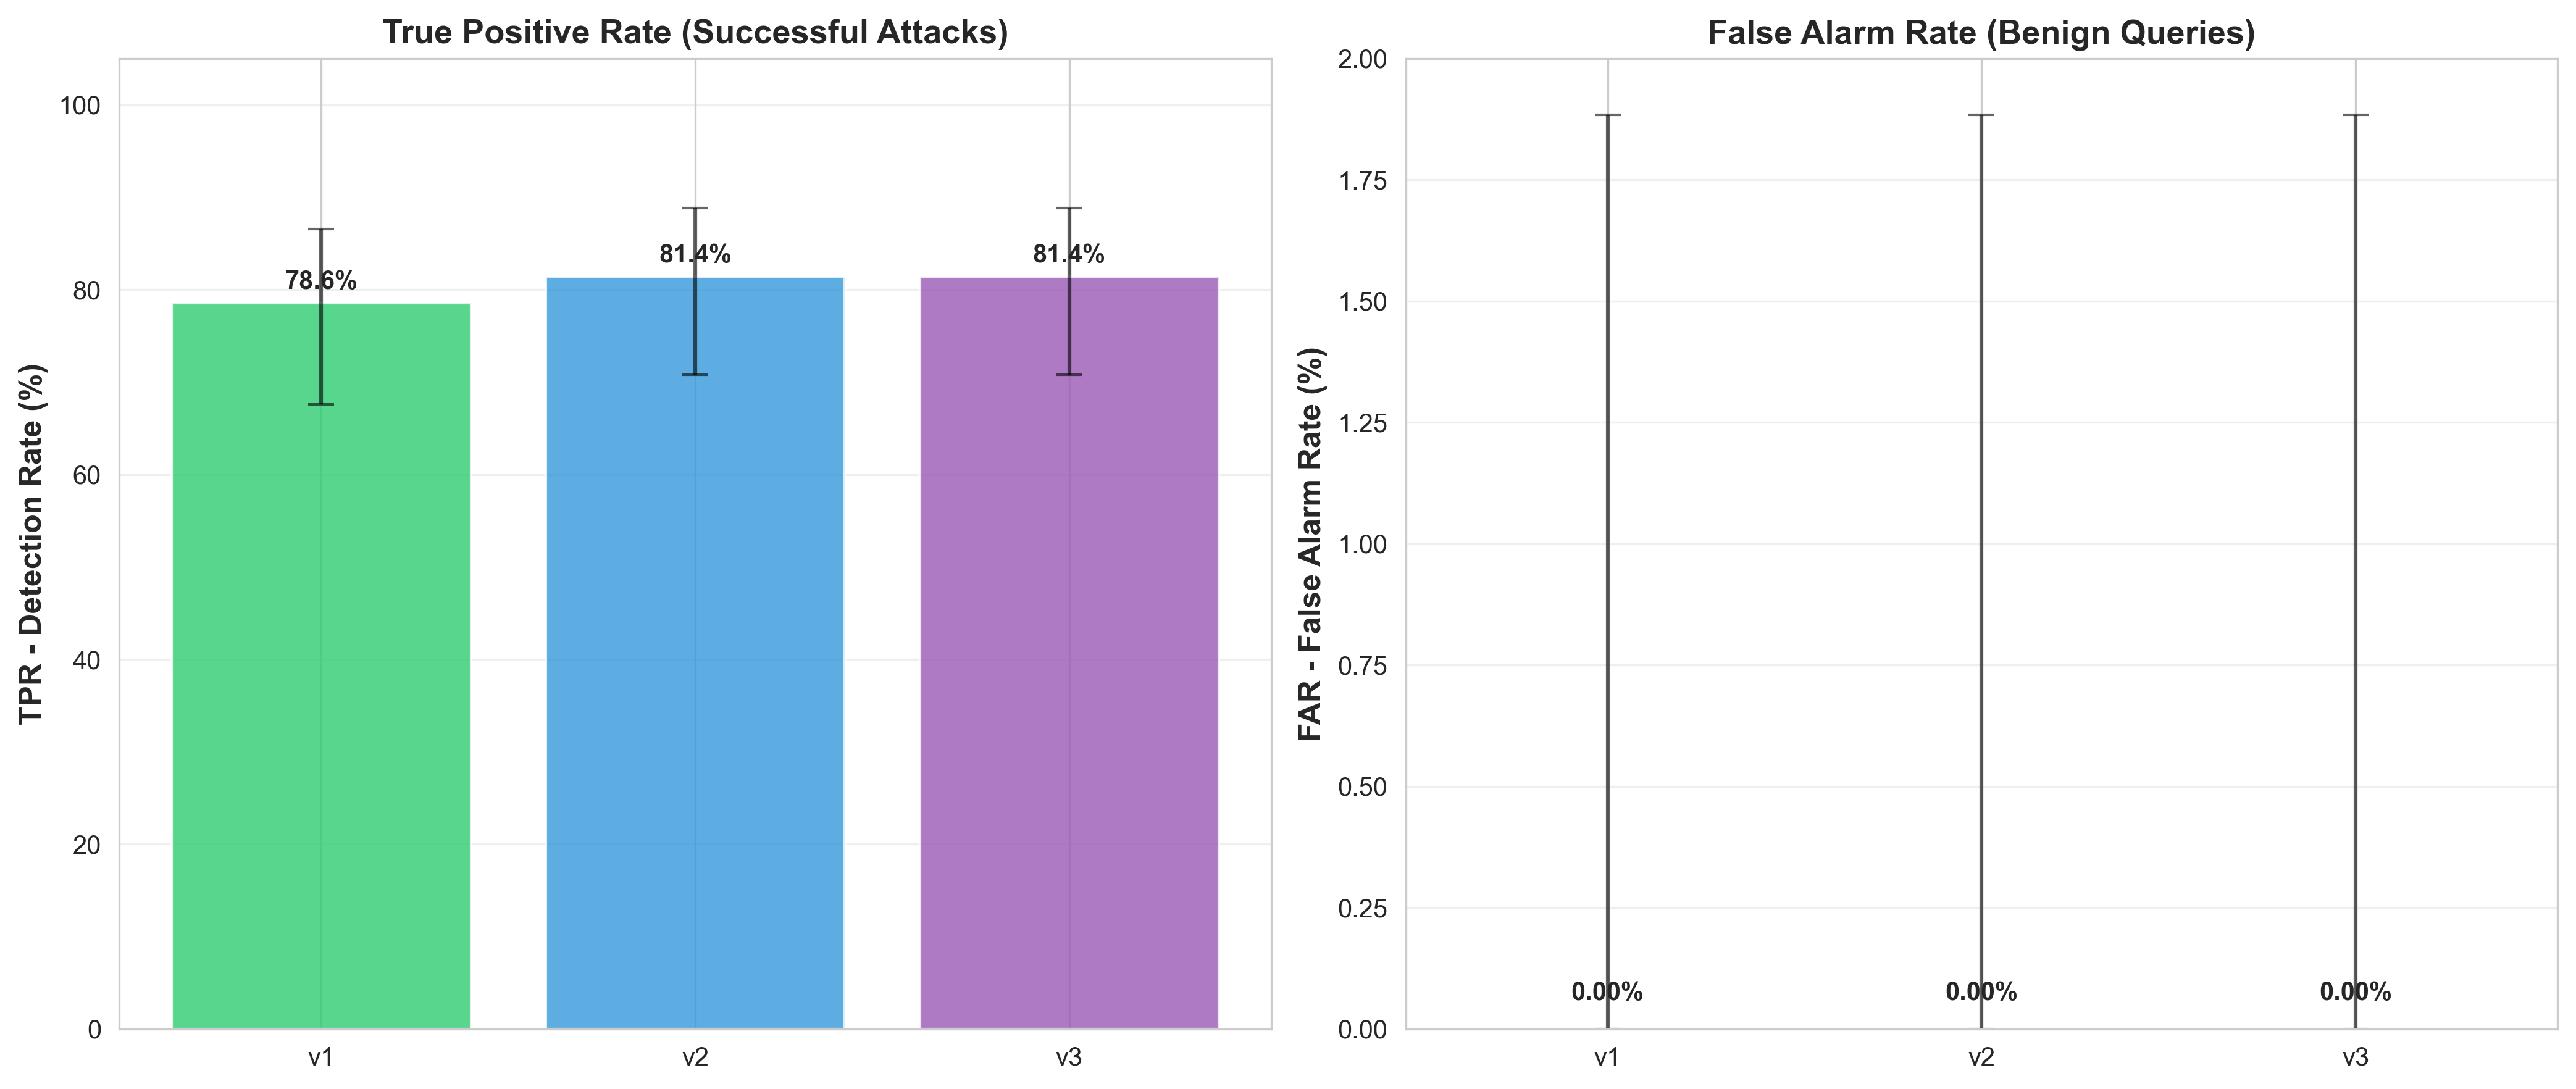 True Positive Rate (Successful Attacks)
TPR - Detection Rate (%)
100
80
60
40
20
0
78.6%
81.4%
81.4%
v1
v2
v3
False Alarm Rate (Benign Queries)
FAR - False Alarm Rate (%)
2.00
1.75
1.50
1.25
1.00
0.75
0.50
0.25
0.00
0.00%
0.00%
0.00%
v1
v2
v3